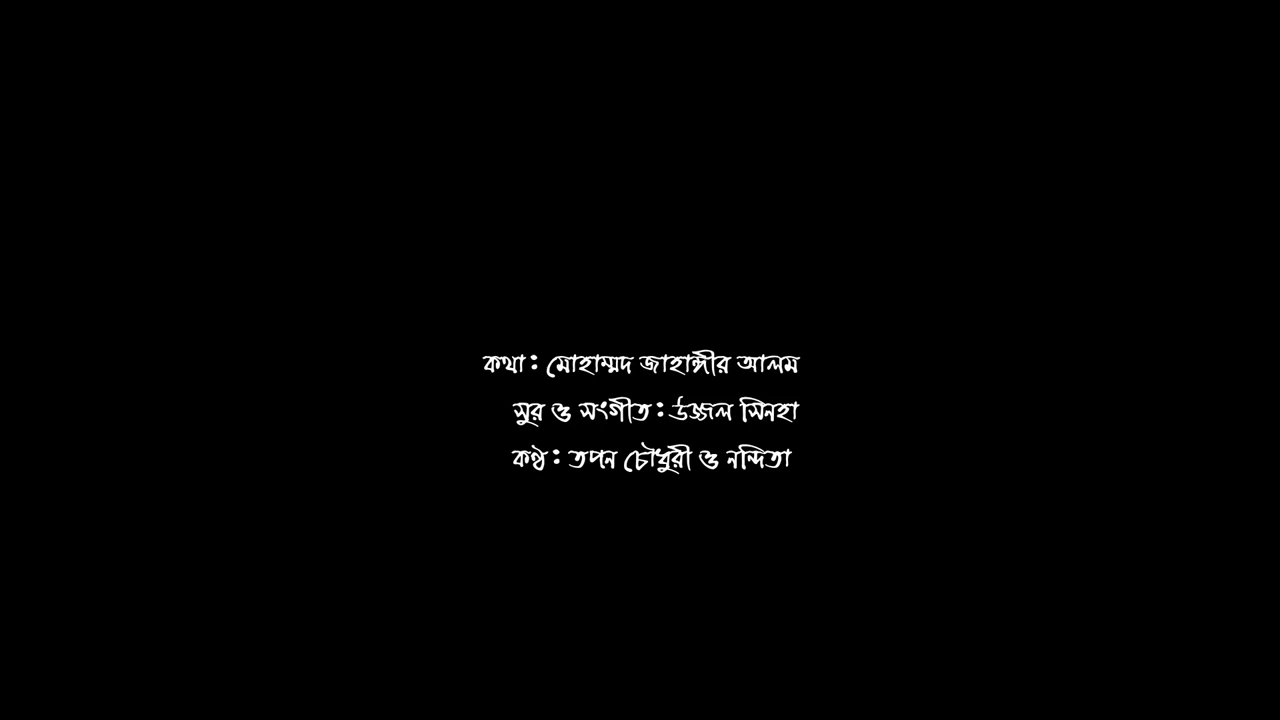 কথা : মোহাম্মদ জাহাঙ্গীর আলম
সুর ও সংগীত : উজ্জল সিনহা
কণ্ঠ : তপন চৌধুরী ও নন্দিতা